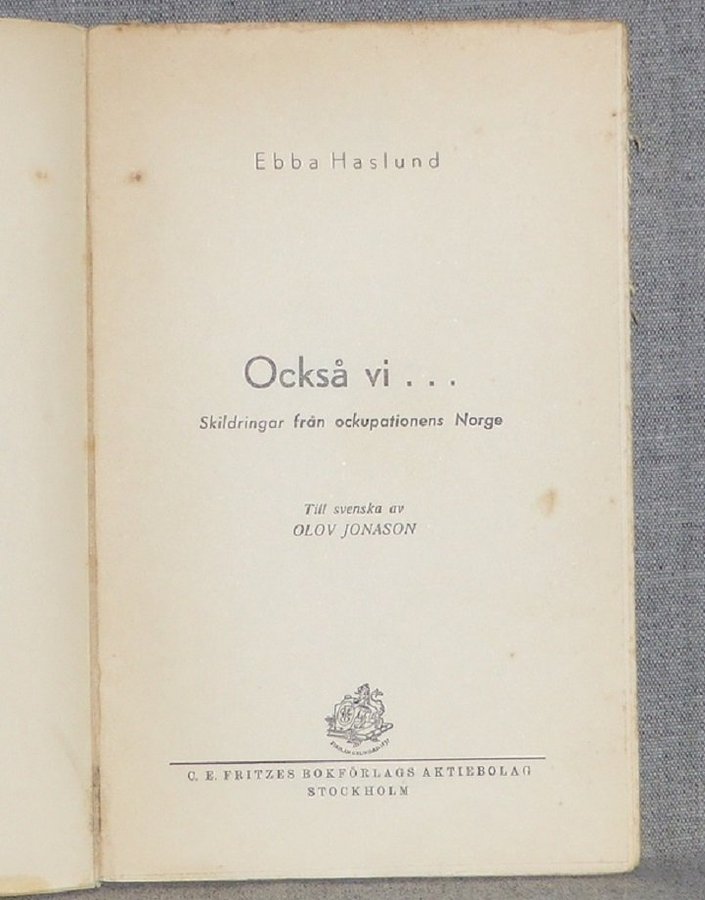 Ebba Haslund
Också vi . . .
Skildringar från ockupationens Norge
Till svenska av
OLOV JONASON
C. E. FRITZES BOKFÖRLAGS AKTIEBOLAG
STOCKHOLM